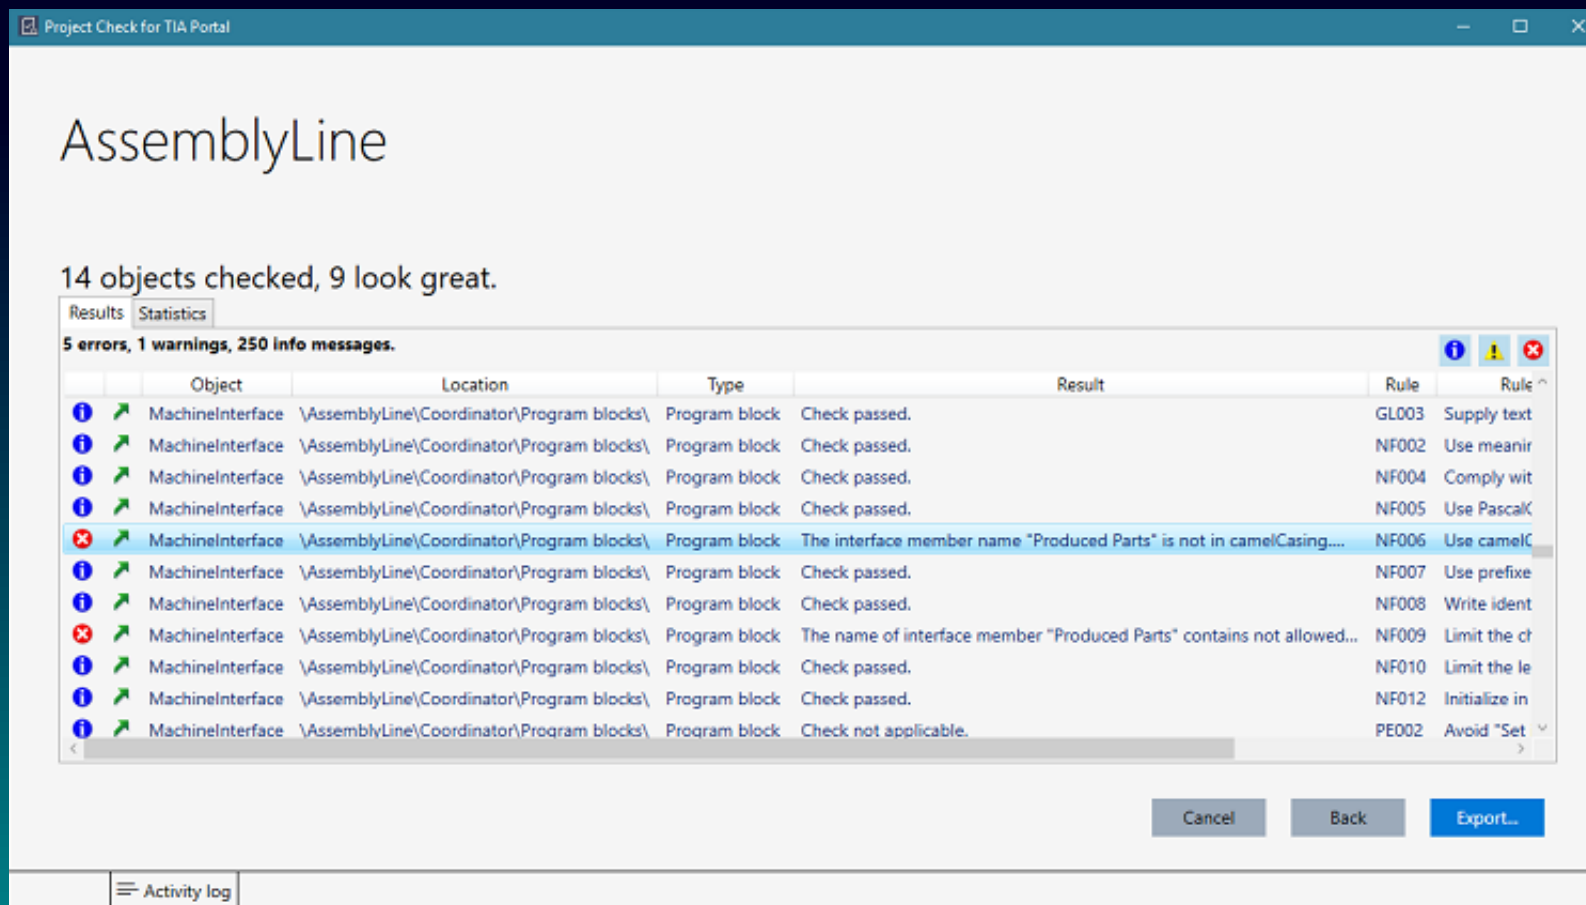 Project Check for TIA Portal
AssemblyLine
14 objects checked, 9 look great.
Results Statistics
5 errors, 1 warnings, 250 info messages.
Object Location Type Result Rule Rule
MachineInterface \AssemblyLine\Coordinator\Program blocks\ Program block Check passed. GL003 Supply text
MachineInterface \AssemblyLine\Coordinator\Program blocks\ Program block Check passed. NF002 Use meanin
MachineInterface \AssemblyLine\Coordinator\Program blocks\ Program block Check passed. NF004 Comply wit
MachineInterface \AssemblyLine\Coordinator\Program blocks\ Program block Check passed. NF005 Use PascalC
MachineInterface \AssemblyLine\Coordinator\Program blocks\ Program block The interface member name "Produced Parts" is not in camelCasing.... NF006 Use camelC
MachineInterface \AssemblyLine\Coordinator\Program blocks\ Program block Check passed. NF007 Use prefixe
MachineInterface \AssemblyLine\Coordinator\Program blocks\ Program block Check passed. NF008 Write ident
MachineInterface \AssemblyLine\Coordinator\Program blocks\ Program block The name of interface member "Produced Parts" contains not allowed... NF009 Limit the ch
MachineInterface \AssemblyLine\Coordinator\Program blocks\ Program block Check passed. NF010 Limit the le
MachineInterface \AssemblyLine\Coordinator\Program blocks\ Program block Check passed. NF012 Initialize in
MachineInterface \AssemblyLine\Coordinator\Program blocks\ Program block Check not applicable. PE002 Avoid "Set
Cancel Back Export...
Activity log